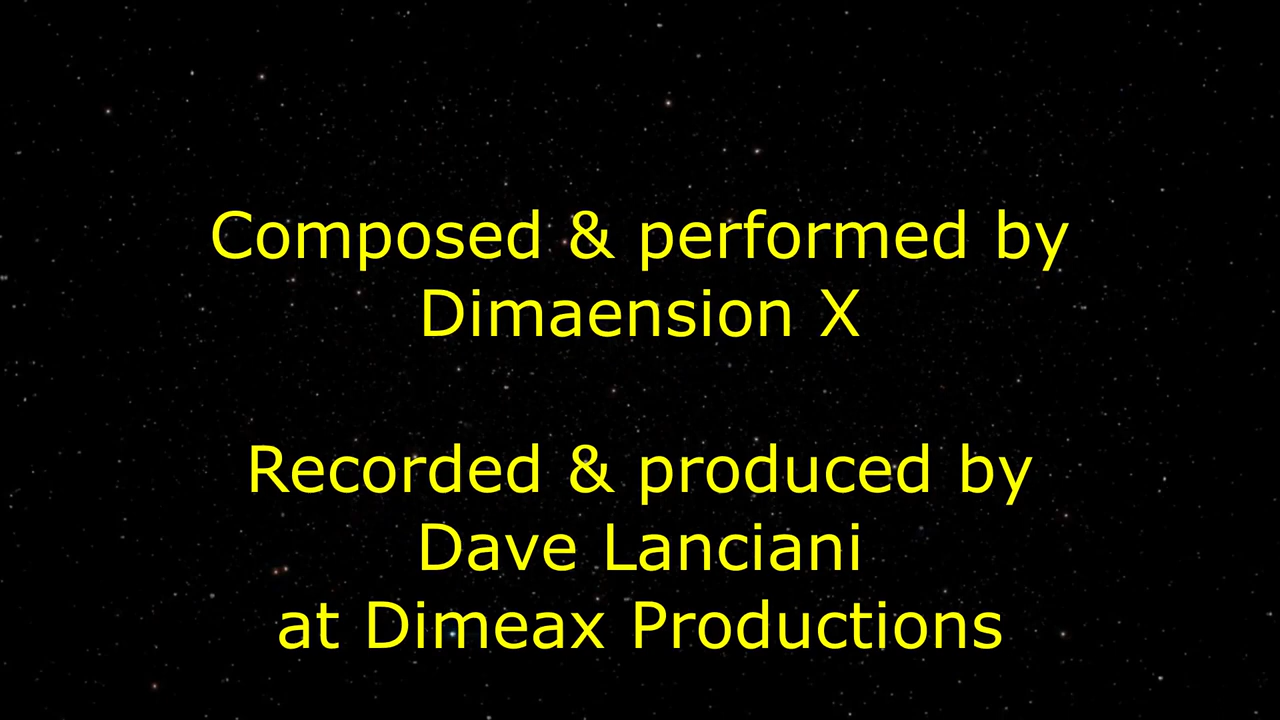 Composed & performed by
Dimaension X
Recorded & produced by
Dave Lanciani
at Dimeax Productions